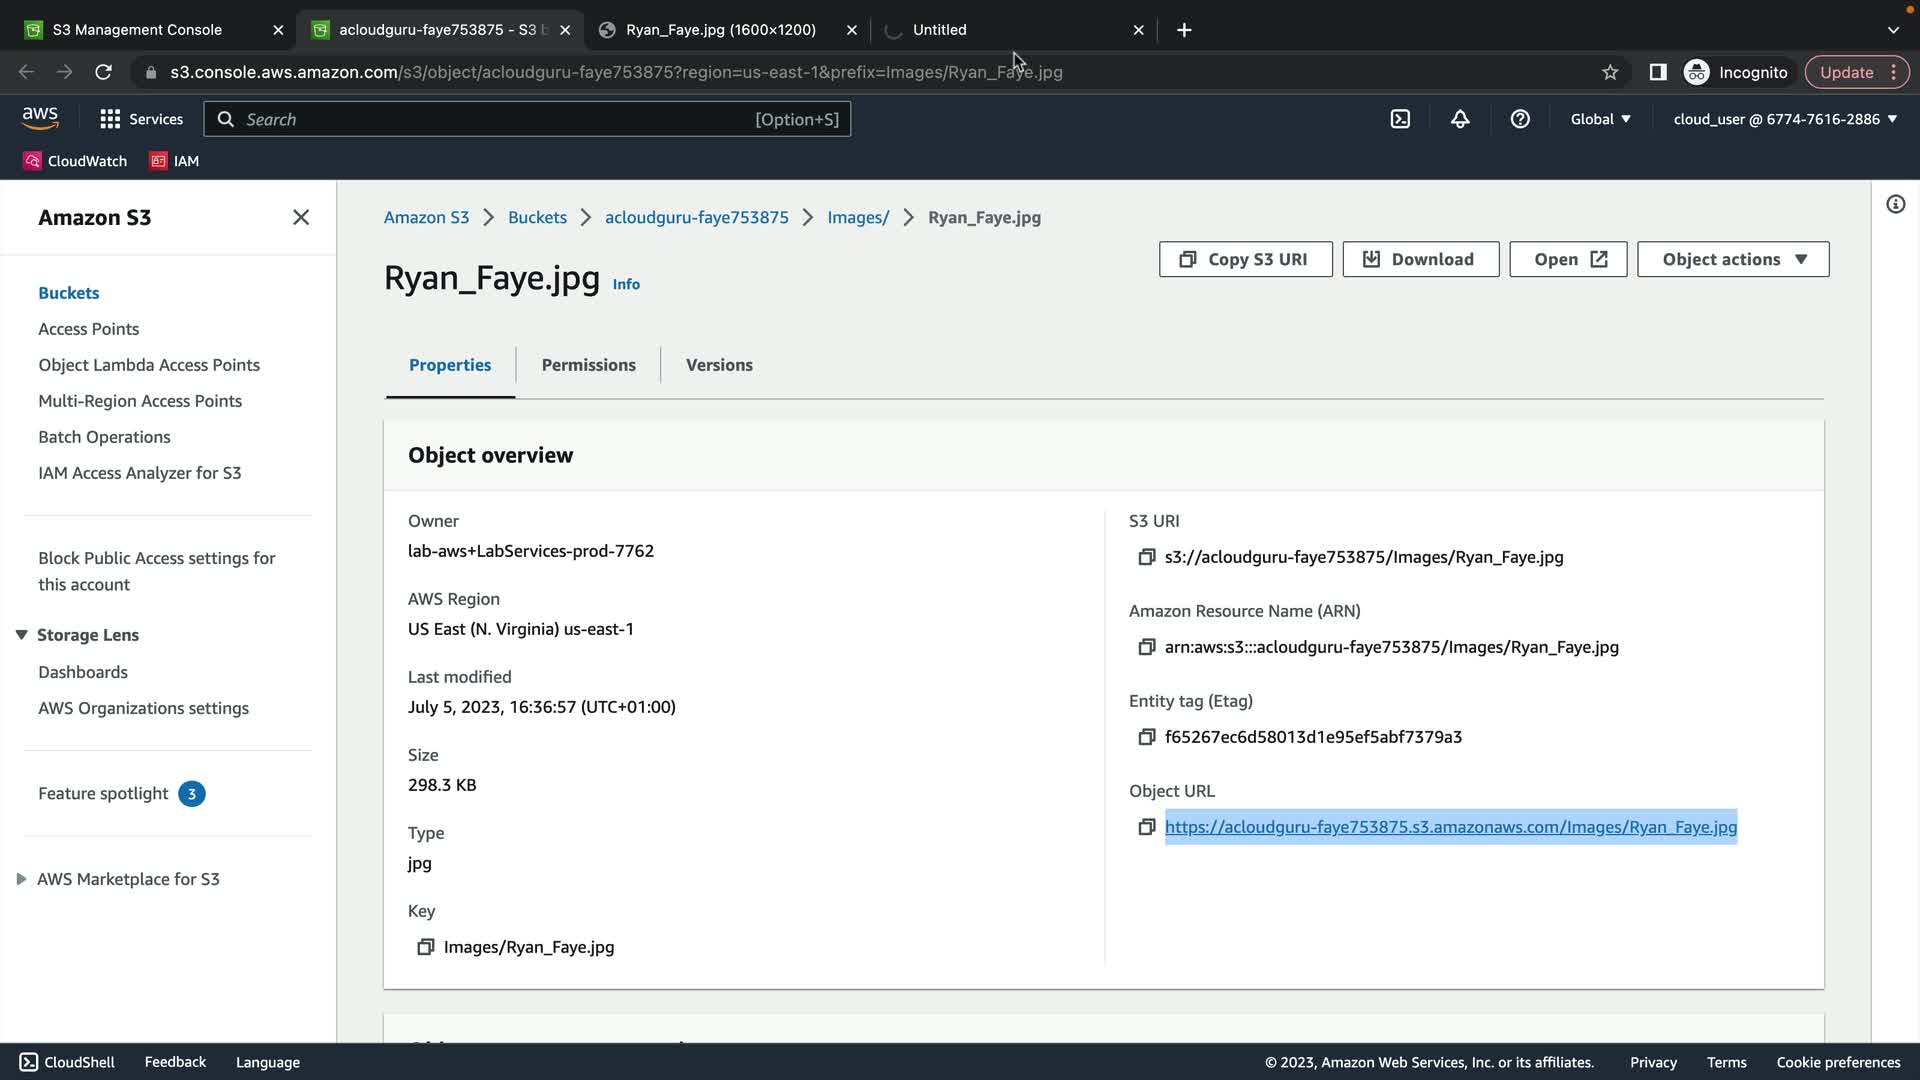 S3 Management Console
acloudguru-faye753875 - S3 b
Ryan_Faye.jpg (1600×1200)
Untitled
s3.console.aws.amazon.com/s3/object/acloudguru-faye753875?region=us-east-1&prefix=Images/Ryan_Faye.jpg
Incognito
Update
aws
Services
Search
[Option+S]
Global
cloud_user @ 6774-7616-2886
CloudWatch
IAM
Amazon S3
Buckets
Access Points
Object Lambda Access Points
Multi-Region Access Points
Batch Operations
IAM Access Analyzer for S3
Block Public Access settings for
this account
Storage Lens
Dashboards
AWS Organizations settings
Feature spotlight 3
AWS Marketplace for S3
Amazon S3 > Buckets > acloudguru-faye753875 > Images/ > Ryan_Faye.jpg
Ryan_Faye.jpg Info
Copy S3 URI
Download
Open
Object actions
Properties
Permissions
Versions
Object overview
Owner
lab-aws+LabServices-prod-7762
AWS Region
US East (N. Virginia) us-east-1
Last modified
July 5, 2023, 16:36:57 (UTC+01:00)
Size
298.3 KB
Type
jpg
Key
Images/Ryan_Faye.jpg
S3 URI
s3://acloudguru-faye753875/Images/Ryan_Faye.jpg
Amazon Resource Name (ARN)
arn:aws:s3:::acloudguru-faye753875/Images/Ryan_Faye.jpg
Entity tag (Etag)
f65267ec6d58013d1e95ef5abf7379a3
Object URL
https://acloudguru-faye753875.s3.amazonaws.com/Images/Ryan_Faye.jpg
CloudShell
Feedback
Language
© 2023, Amazon Web Services, Inc. or its affiliates.
Privacy
Terms
Cookie preferences